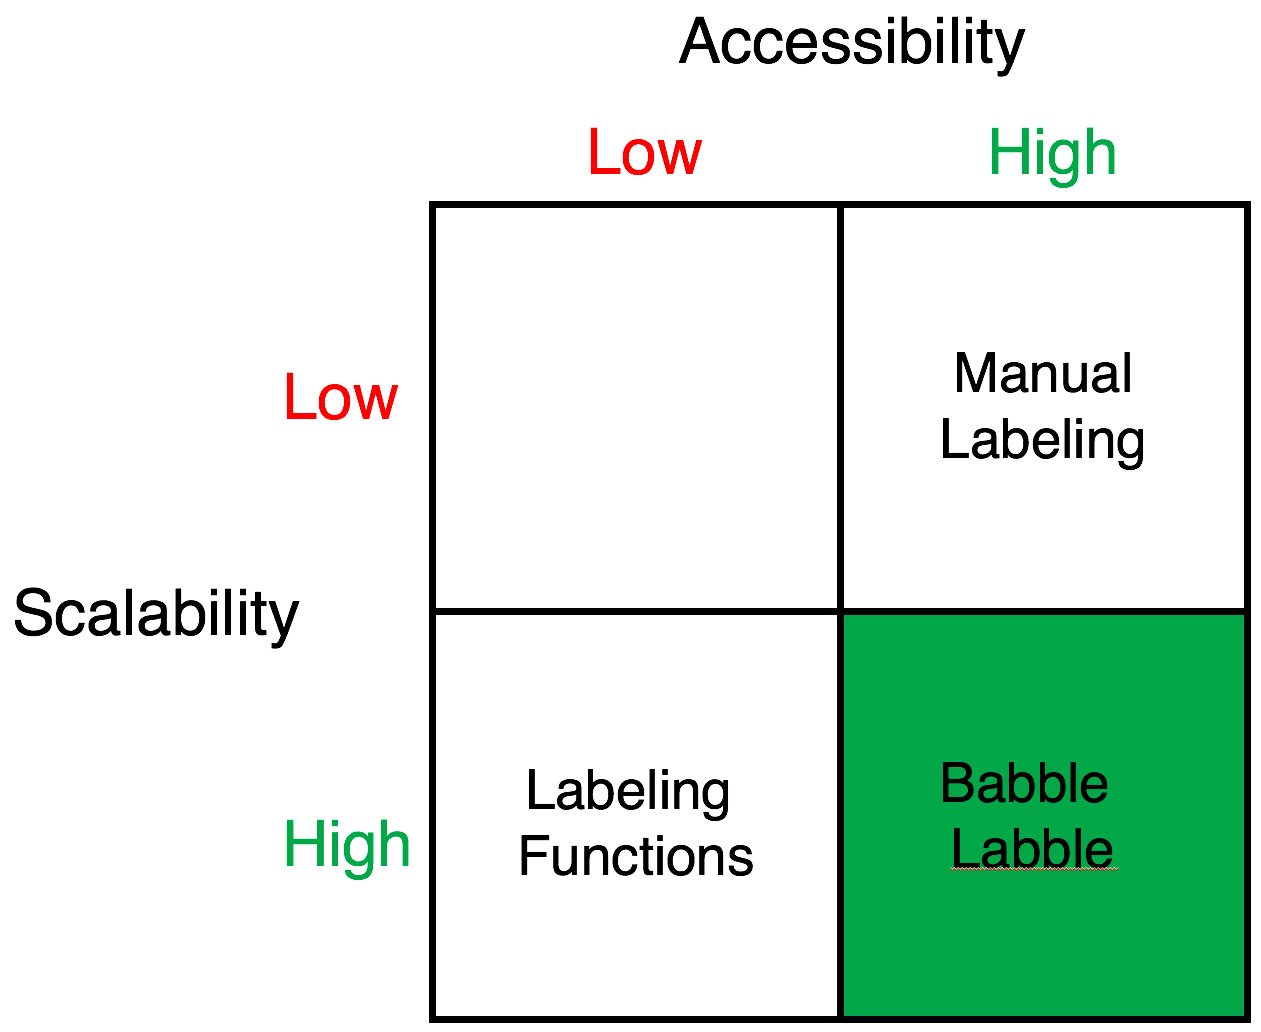 Accessibility
Low High
Low
Manual
Labeling
Scalability
High
Labeling
Functions
Babble
Labble